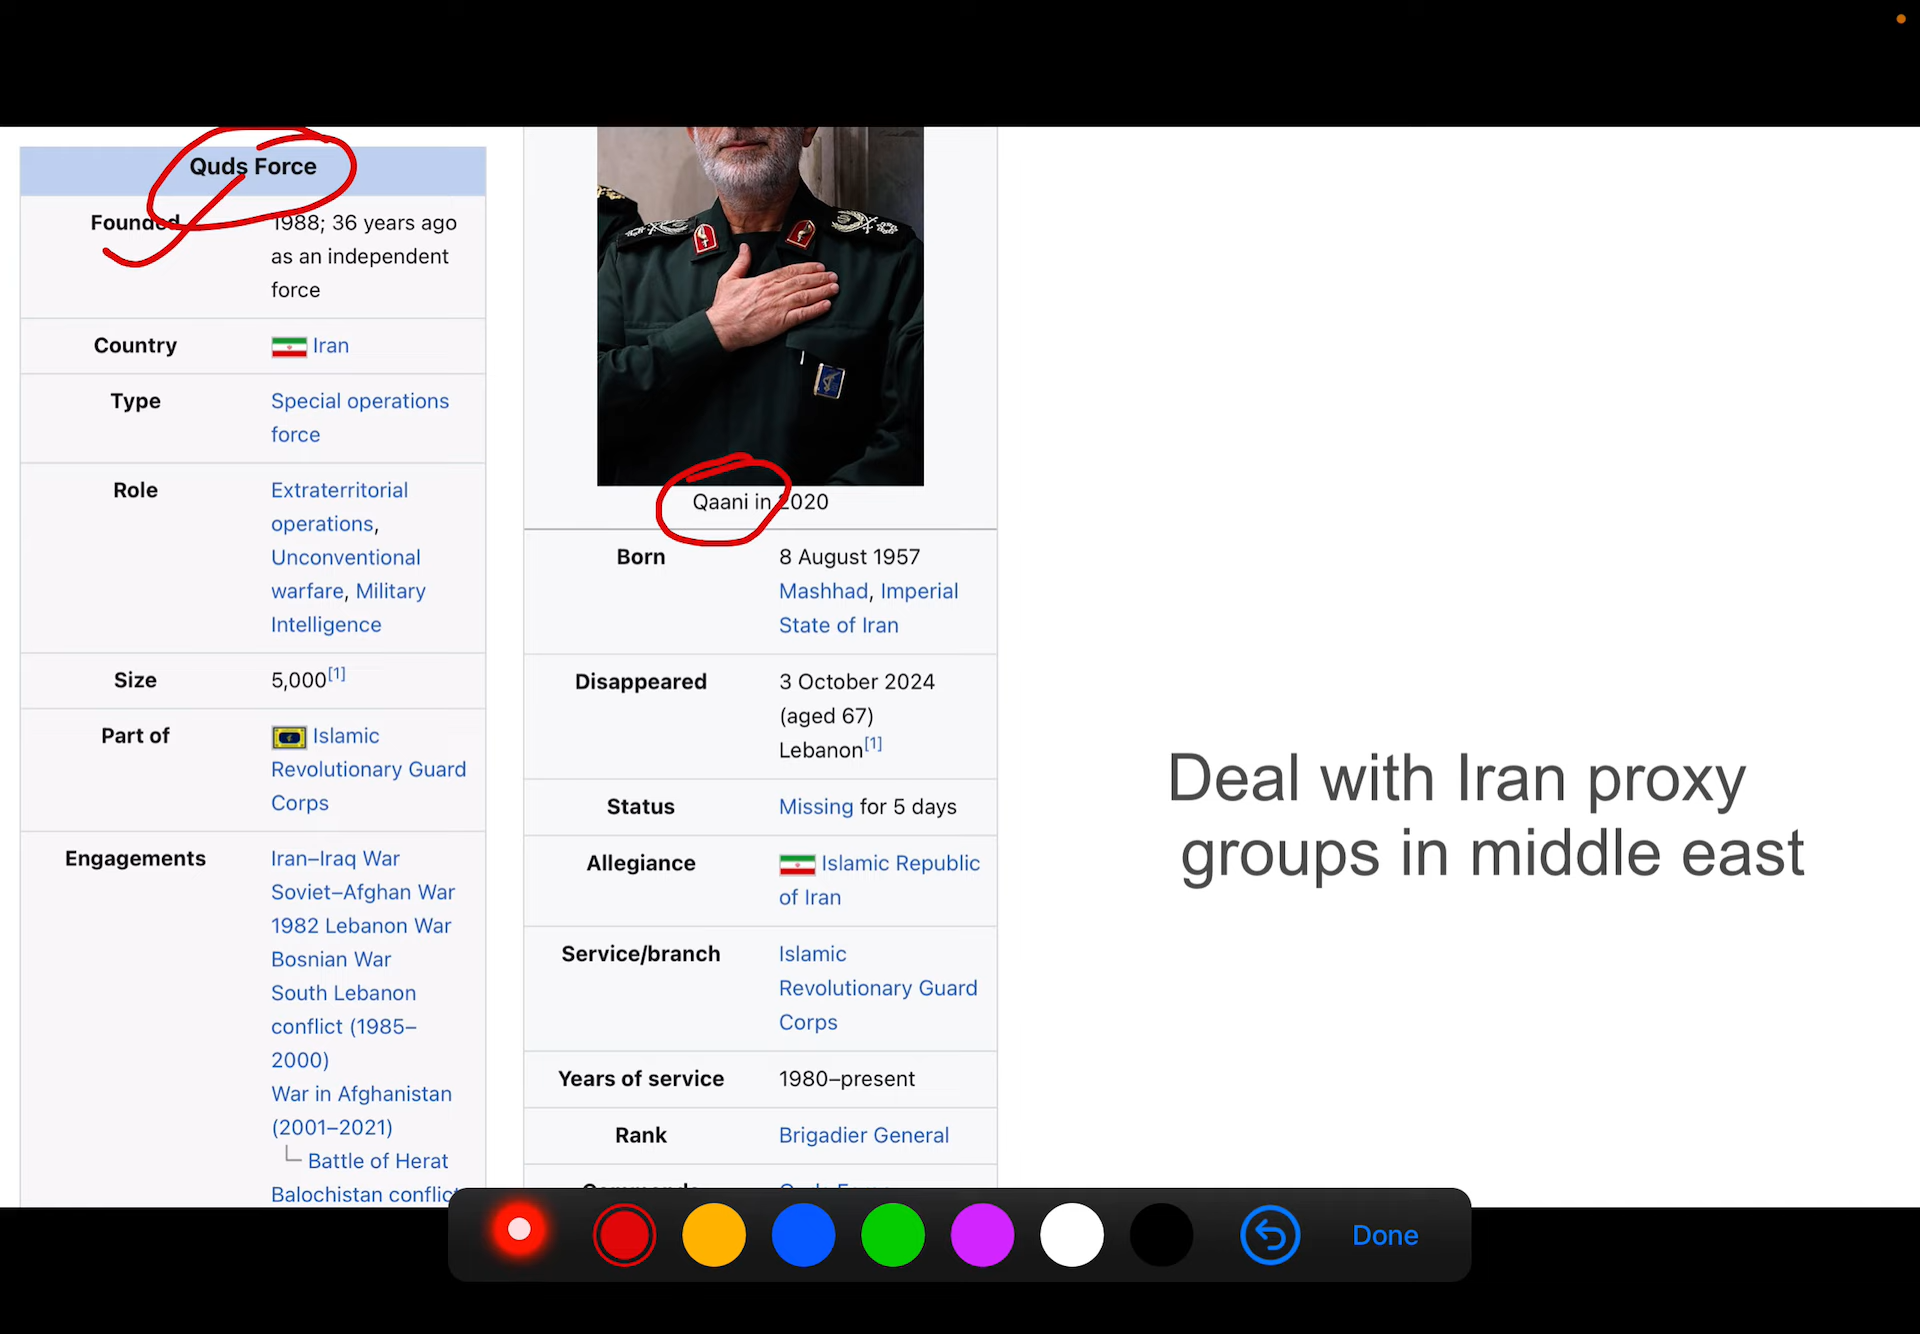 Quds Force
Founded
1988; 36 years ago
as an independent
force
Country
Iran
Type
Special operations
force
Role
Extraterritorial
operations,
Unconventional
warfare, Military
Intelligence
Size
5,000[1]
Part of
Islamic
Revolutionary Guard
Corps
Engagements
Iran–Iraq War
Soviet–Afghan War
1982 Lebanon War
Bosnian War
South Lebanon
conflict (1985–
2000)
War in Afghanistan
(2001–2021)
Battle of Herat
Balochistan conflict
Qaani in 2020
Born
8 August 1957
Mashhad, Imperial
State of Iran
Disappeared
3 October 2024
(aged 67)
Lebanon[1]
Status
Missing for 5 days
Allegiance
Islamic Republic
of Iran
Service/branch
Islamic
Revolutionary Guard
Corps
Years of service
1980–present
Rank
Brigadier General
Deal with Iran proxy
groups in middle east
Done